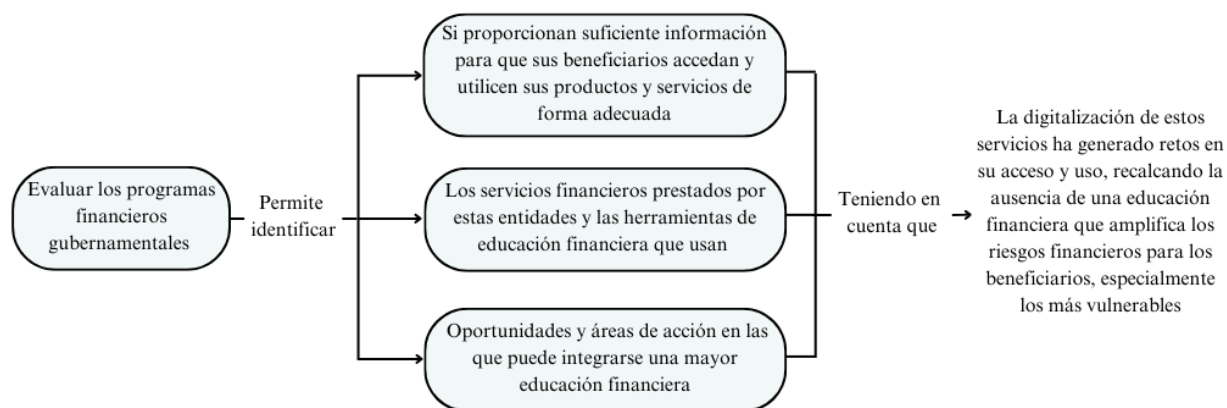 Evaluar los programas
financieros
gubernamentales
Permite
identificar
Si proporcionan suficiente información
para que sus beneficiarios accedan y
utilicen sus productos y servicios de
forma adecuada
Los servicios financieros prestados por
estas entidades y las herramientas de
educación financiera que usan
Oportunidades y áreas de acción en las
que puede integrarse una mayor
educación financiera
Teniendo en
cuenta que
La digitalización de estos
servicios ha generado retos en
su acceso y uso, recalcando la
ausencia de una educación
financiera que amplifica los
riesgos financieros para los
beneficiarios, especialmente
los más vulnerables